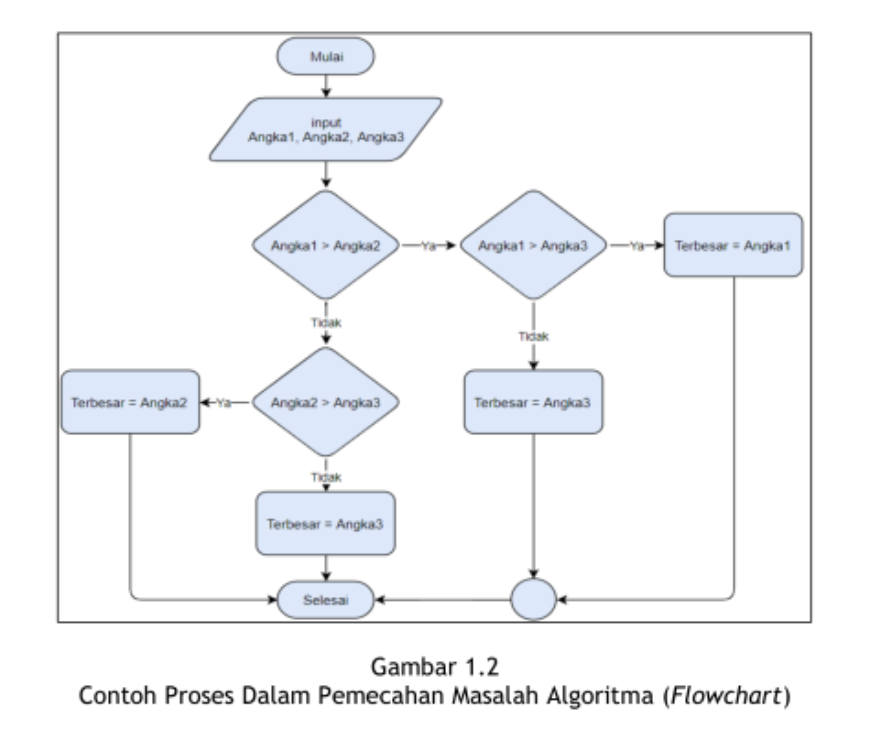 Mulai
input
Angka1, Angka2, Angka3
Angka1 > Angka2
Ya
Angka1 > Angka3
Ya
Terbesar = Angka1
Tidak
Tidak
Terbesar = Angka2
Ya
Angka2 > Angka3
Terbesar = Angka3
Tidak
Terbesar = Angka3
Selesai
Gambar 1.2
Contoh Proses Dalam Pemecahan Masalah Algoritma (Flowchart)